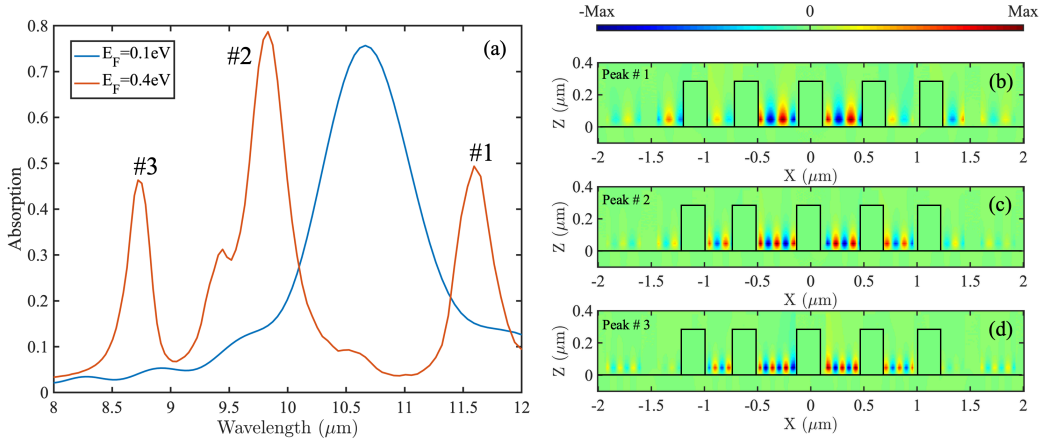 0.8
0.7
0.6
0.5
0.4
0.3
0.2
0.1
0
8
8.5
9
9.5
10
10.5
11
11.5
12
Absorption
Wavelength (μm)
E_F=0.1eV
E_F=0.4eV
(a)
#2
#3
#1
-Max 0 Max
Peak # 1
(b)
0.4
0.2
0
Z (μm)
-2 -1.5 -1 -0.5 0 0.5 1 1.5 2
X (μm)
Peak # 2
(c)
0.4
0.2
0
Z (μm)
-2 -1.5 -1 -0.5 0 0.5 1 1.5 2
X (μm)
Peak # 3
(d)
0.4
0.2
0
Z (μm)
-2 -1.5 -1 -0.5 0 0.5 1 1.5 2
X (μm)